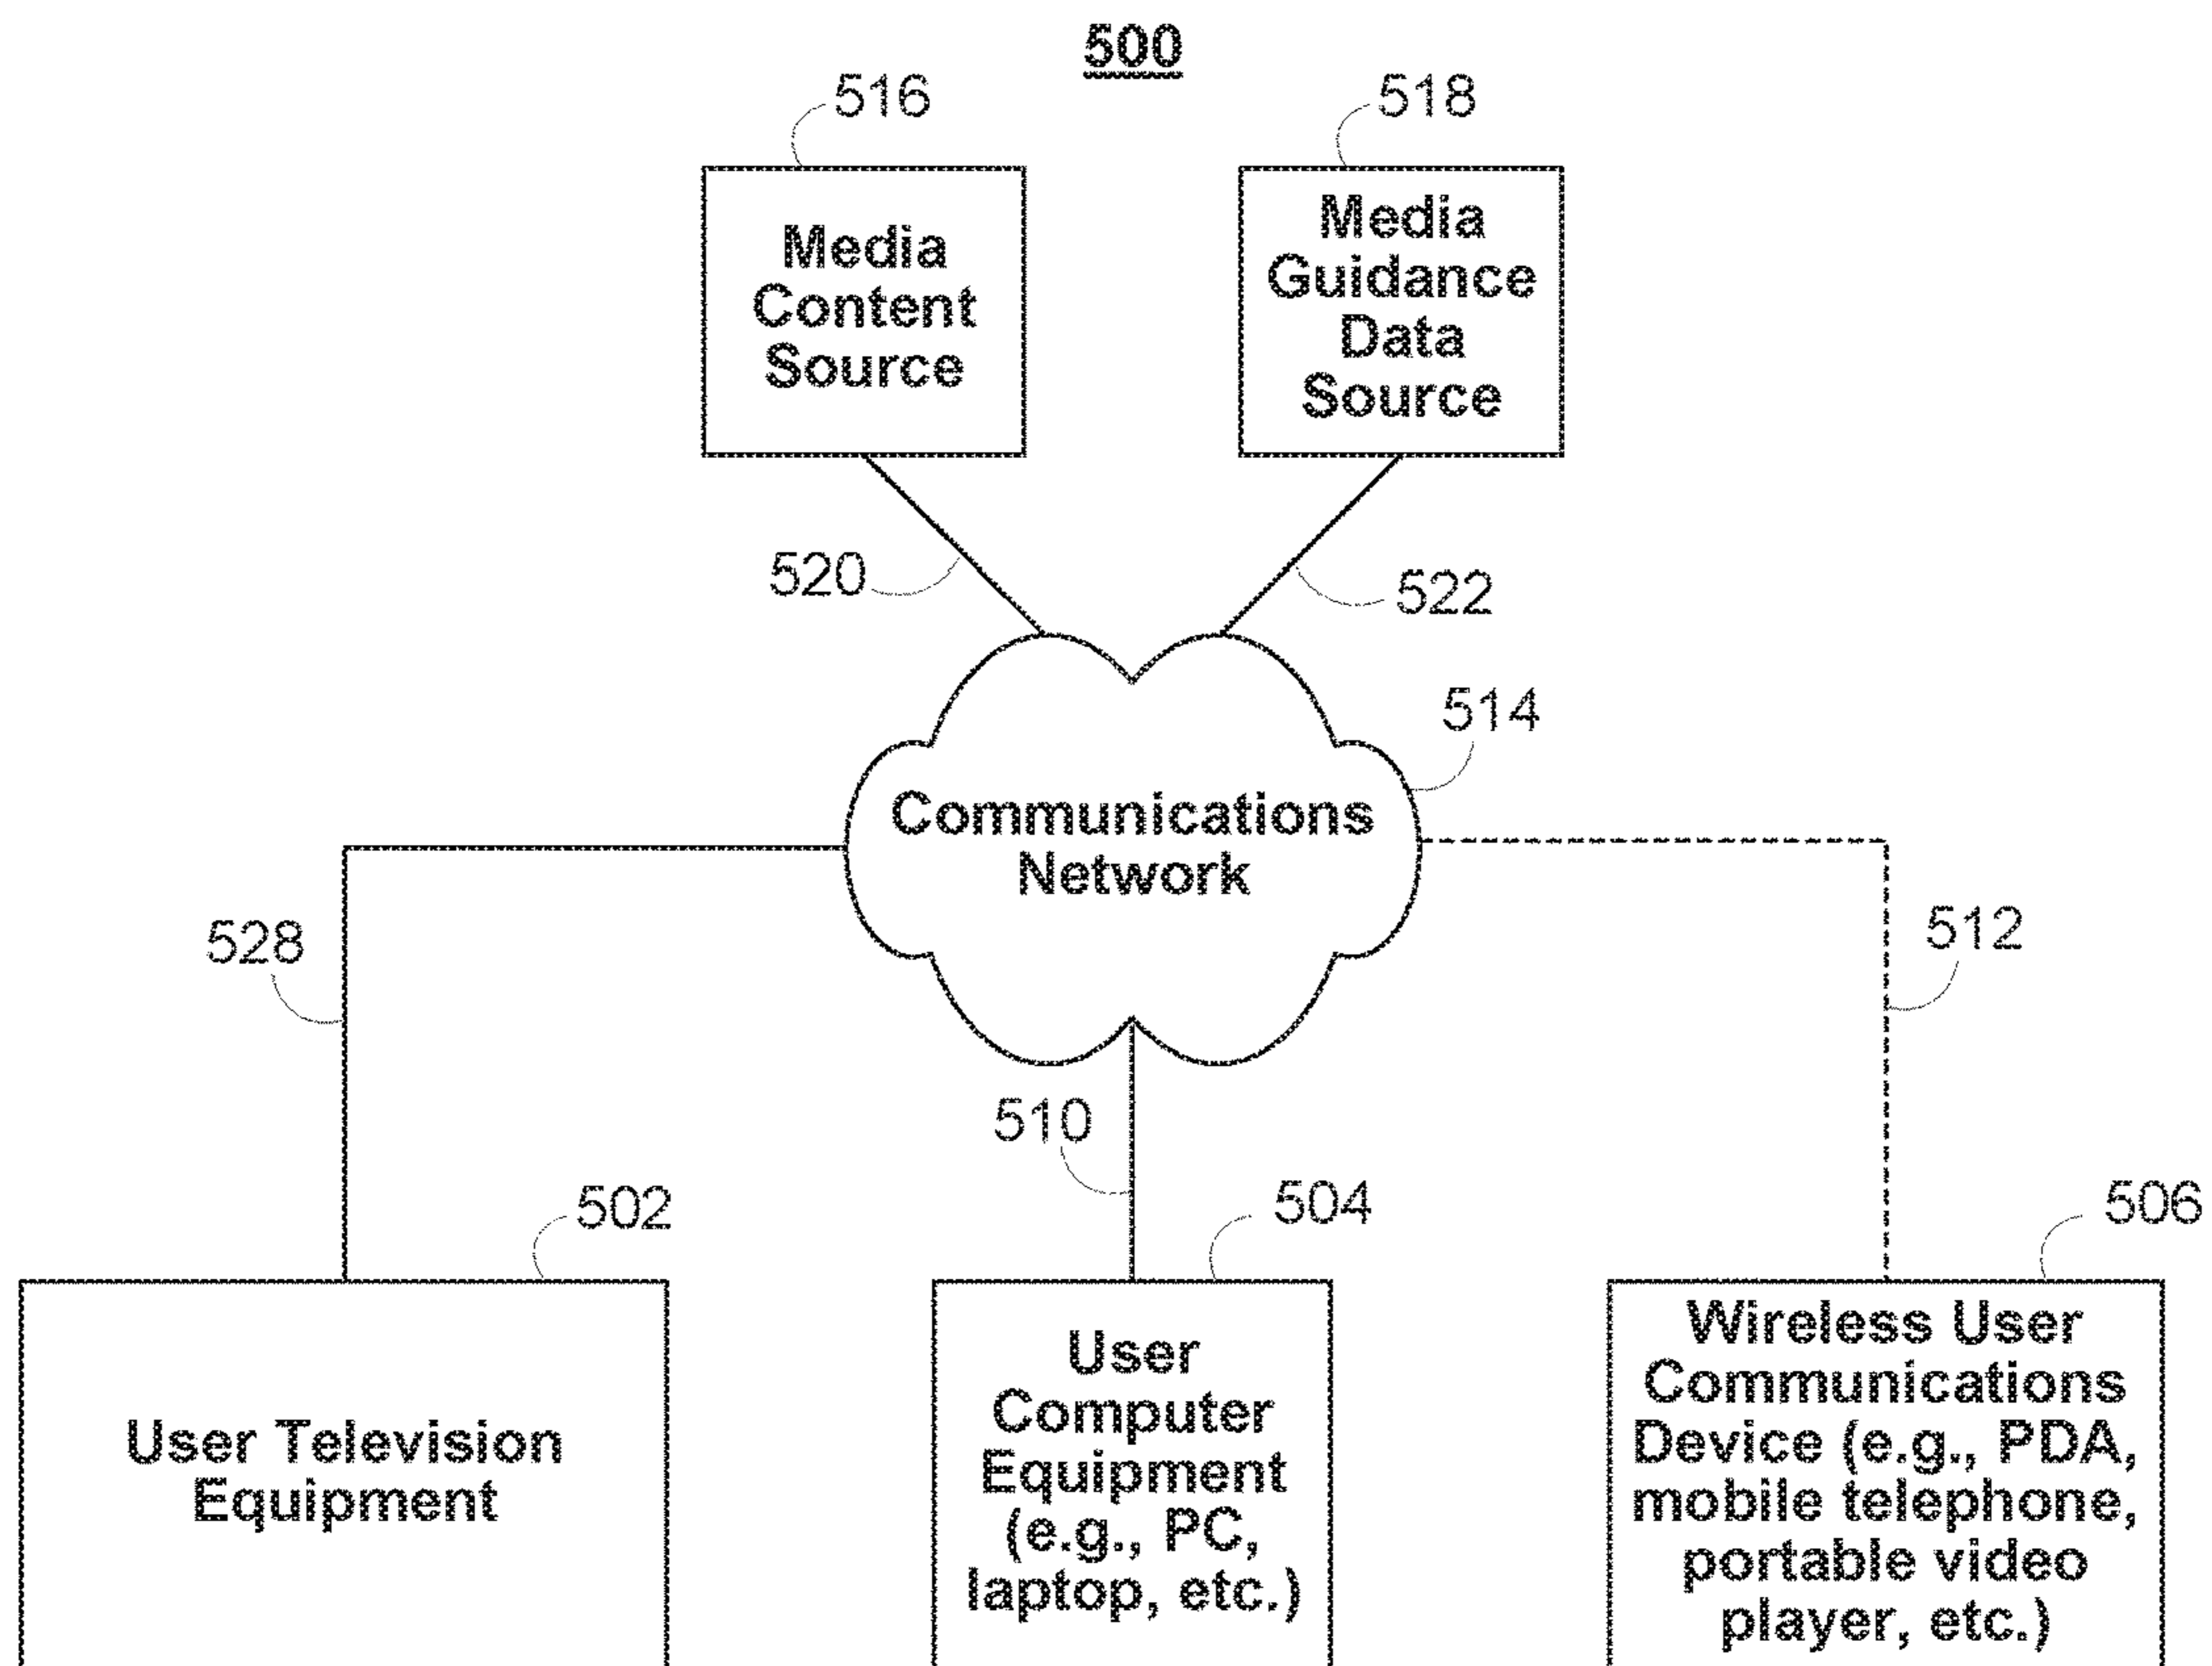 500
516
518
Media
Content
Source
Media
Guidance
Data
Source
520
522
514
Communications
Network
528
512
510
502
504
506
User Television
Equipment
User
Computer
Equipment
(e.g., PC,
laptop, etc.)
Wireless User
Communications
Device (e.g., PDA,
mobile telephone,
portable video
player, etc.)